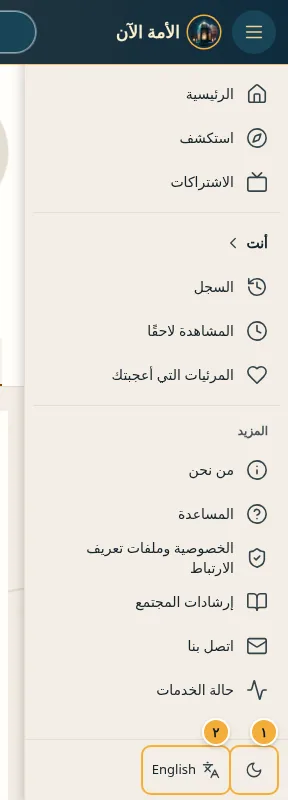 الأمة الآن
الرئيسية
استكشف
الاشتراكات
أنت
السجل
المشاهدة لاحقًا
المرئيات التي أعجبتك
المزيد
من نحن
المساعدة
الخصوصية وملفات تعريف
الارتباط
إرشادات المجتمع
اتصل بنا
حالة الخدمات
١
٢
English